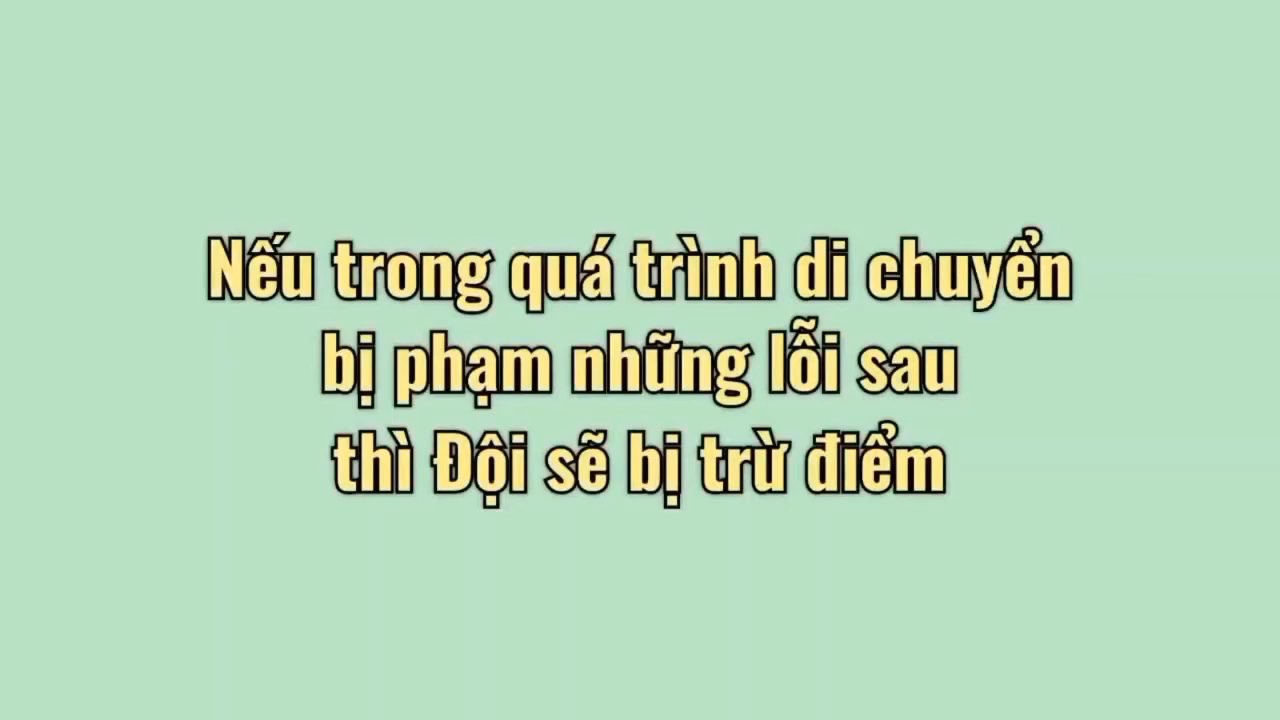 Nếu trong quá trình di chuyển
bị phạm những lỗi sau
thì Đội sẽ bị trừ điểm